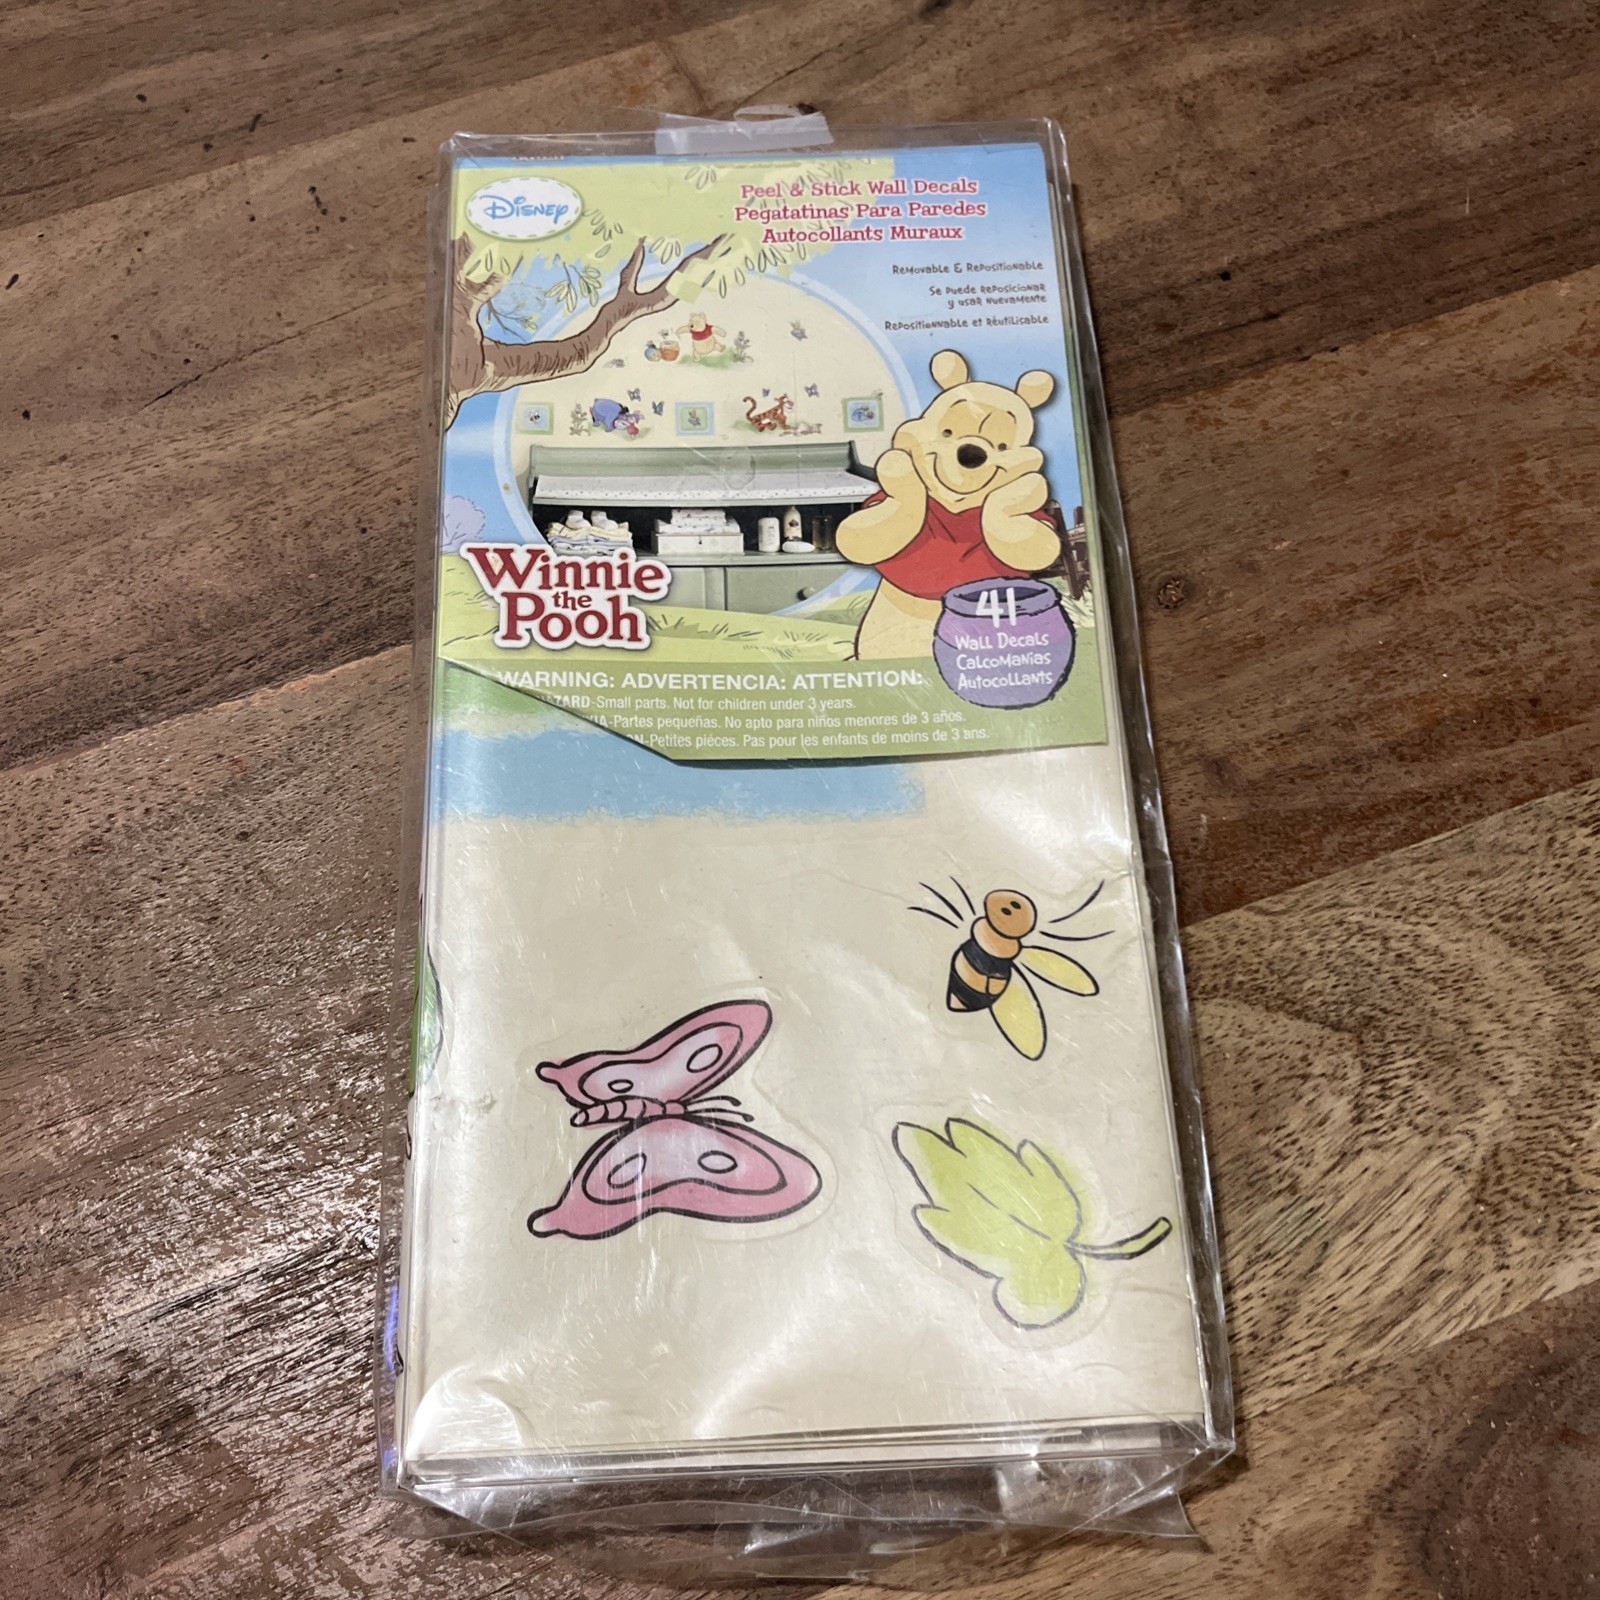 Disney
Peel & Stick Wall Decals
Pegatatinas Para Paredes
Autocollants Muraux
Removable & Repositionable
Se puede reposicionar
y usar nuevamente
Repositionnable et réutilisable
Winnie
the
Pooh
41
Wall Decals
Calcomanias
Autocollants
WARNING: ADVERTENCIA: ATTENTION:
-Small parts. Not for children under 3 years.
-Partes pequeñas. No apto para niños menores de 3 años.
-Petites pièces. Pas pour les enfants de moins de 3 ans.